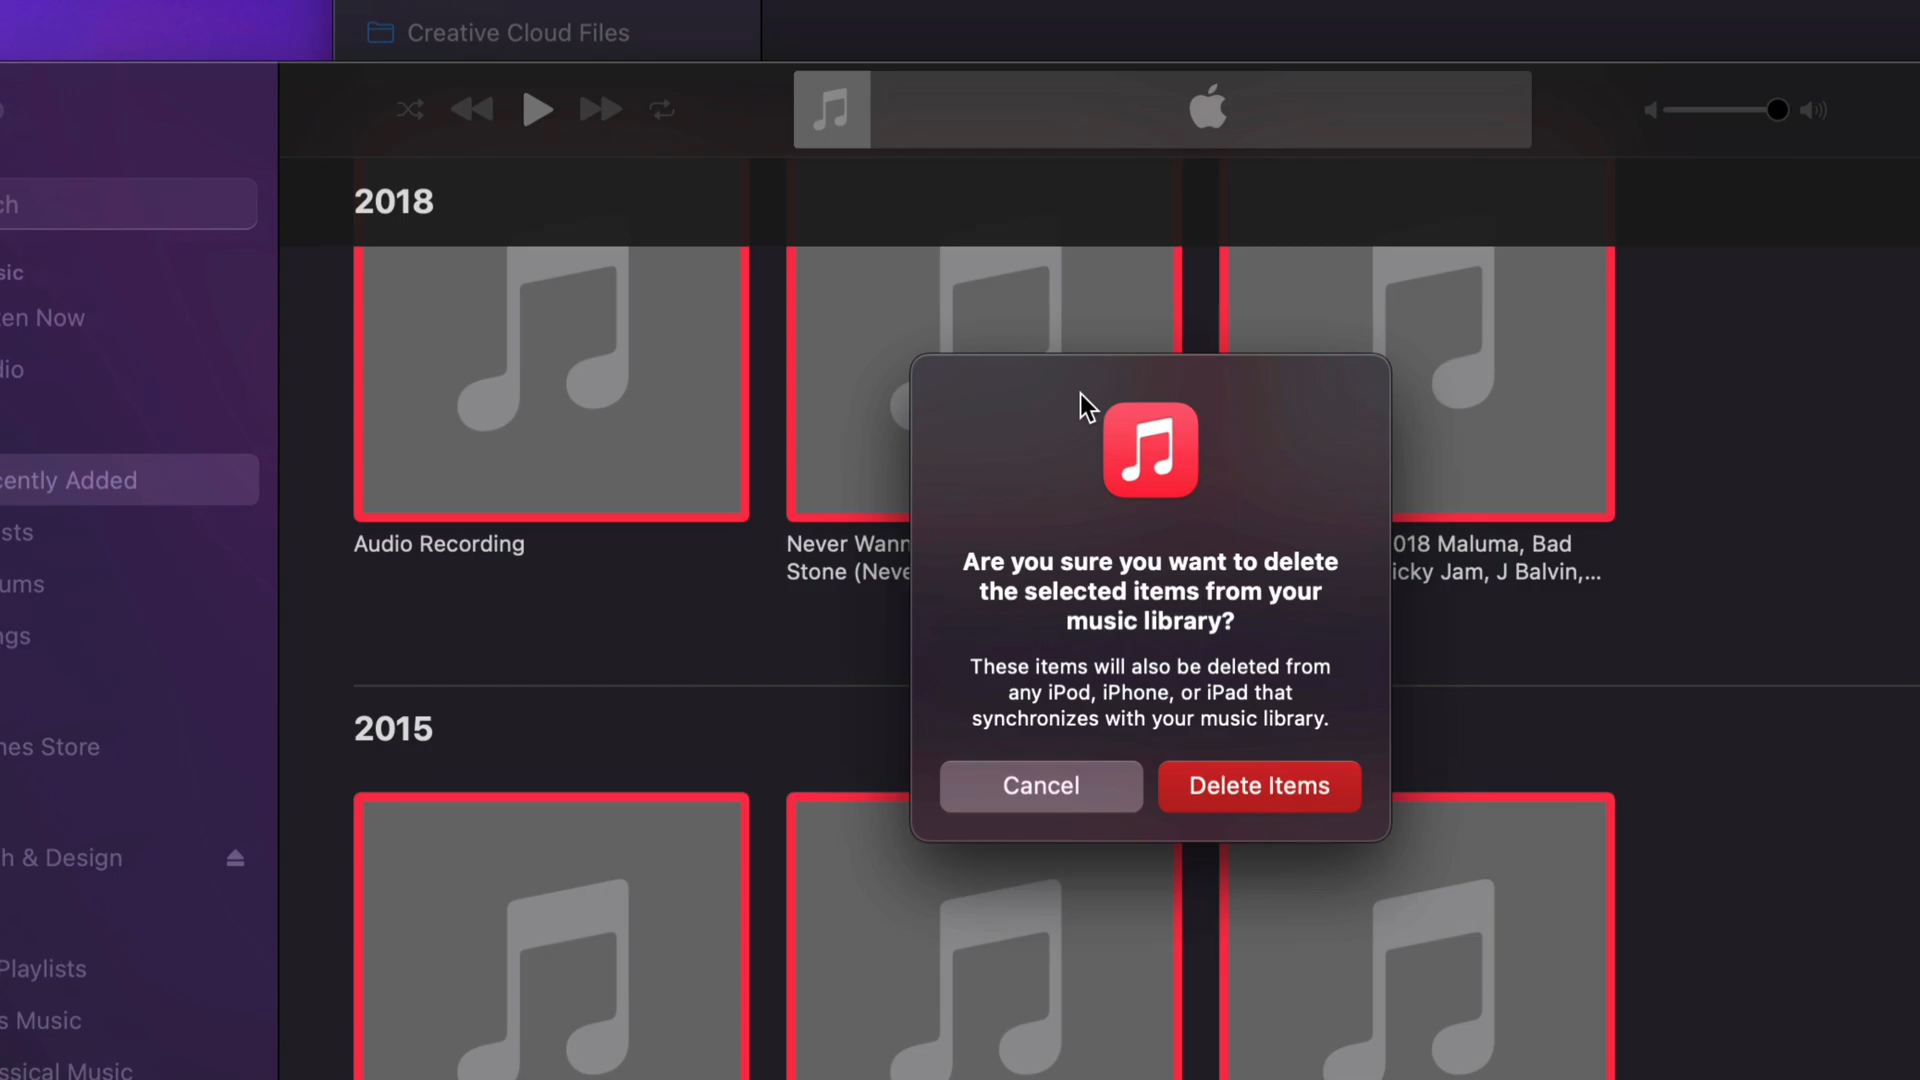 Creative Cloud Files
2018
ch
sic
ten Now
dio
cently Added
sts
ums
ngs
nes Store
h & Design
Playlists
s Music
ssical Music
Audio Recording
Never Wann
Stone (Neve
018 Maluma, Bad
icky Jam, J Balvin,...
2015
Are you sure you want to delete
the selected items from your
music library?
These items will also be deleted from
any iPod, iPhone, or iPad that
synchronizes with your music library.
Cancel
Delete Items